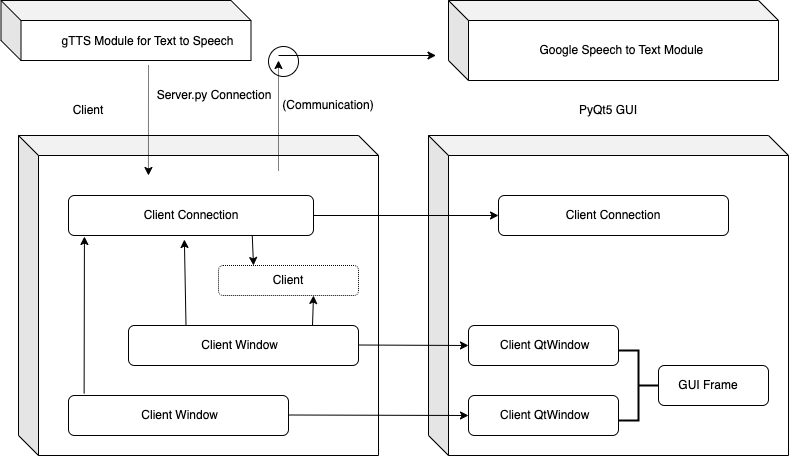 gTTS Module for Text to Speech
Google Speech to Text Module
Server.py Connection
(Communication)
Client
PyQt5 GUI
Client Connection
Client Connection
Client
Client Window
Client QtWindow
GUI Frame
Client Window
Client QtWindow